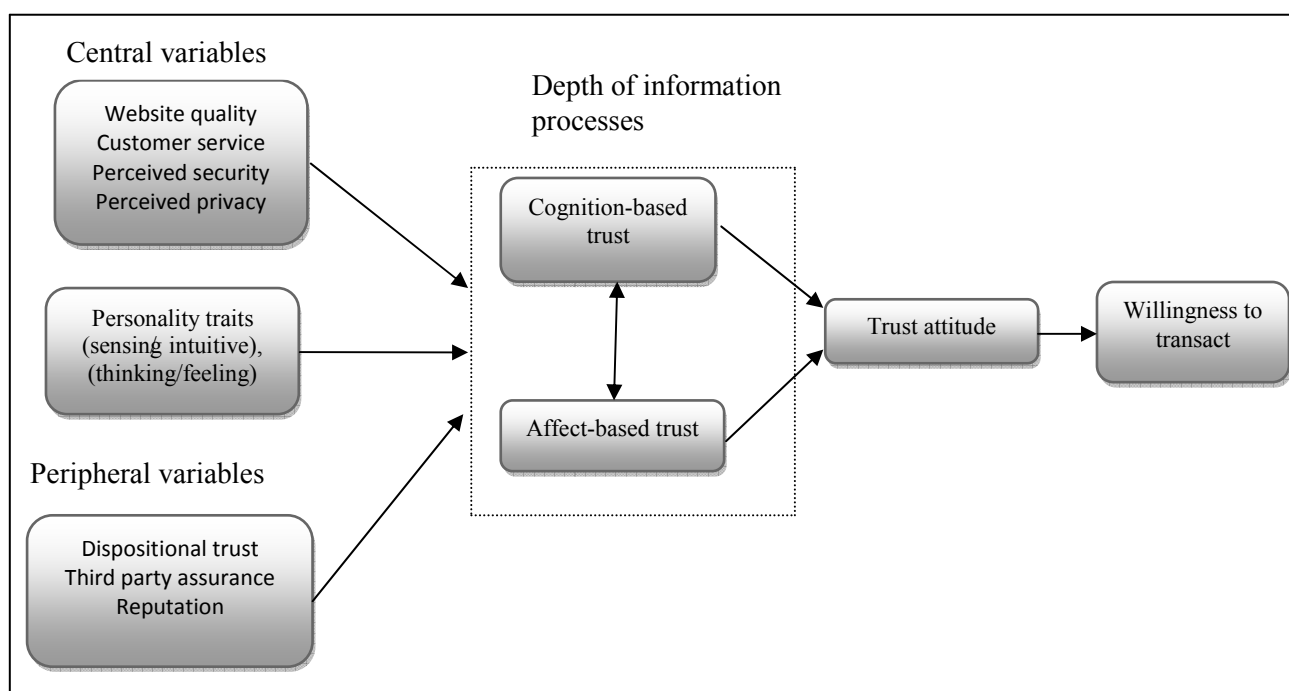 Central variables
Website quality
Customer service
Perceived security
Perceived privacy
Personality traits
(sensing/ intuitive),
(thinking/feeling)
Peripheral variables
Dispositional trust
Third party assurance
Reputation
Depth of information
processes
Cognition-based
trust
Affect-based trust
Trust attitude
Willingness to
transact